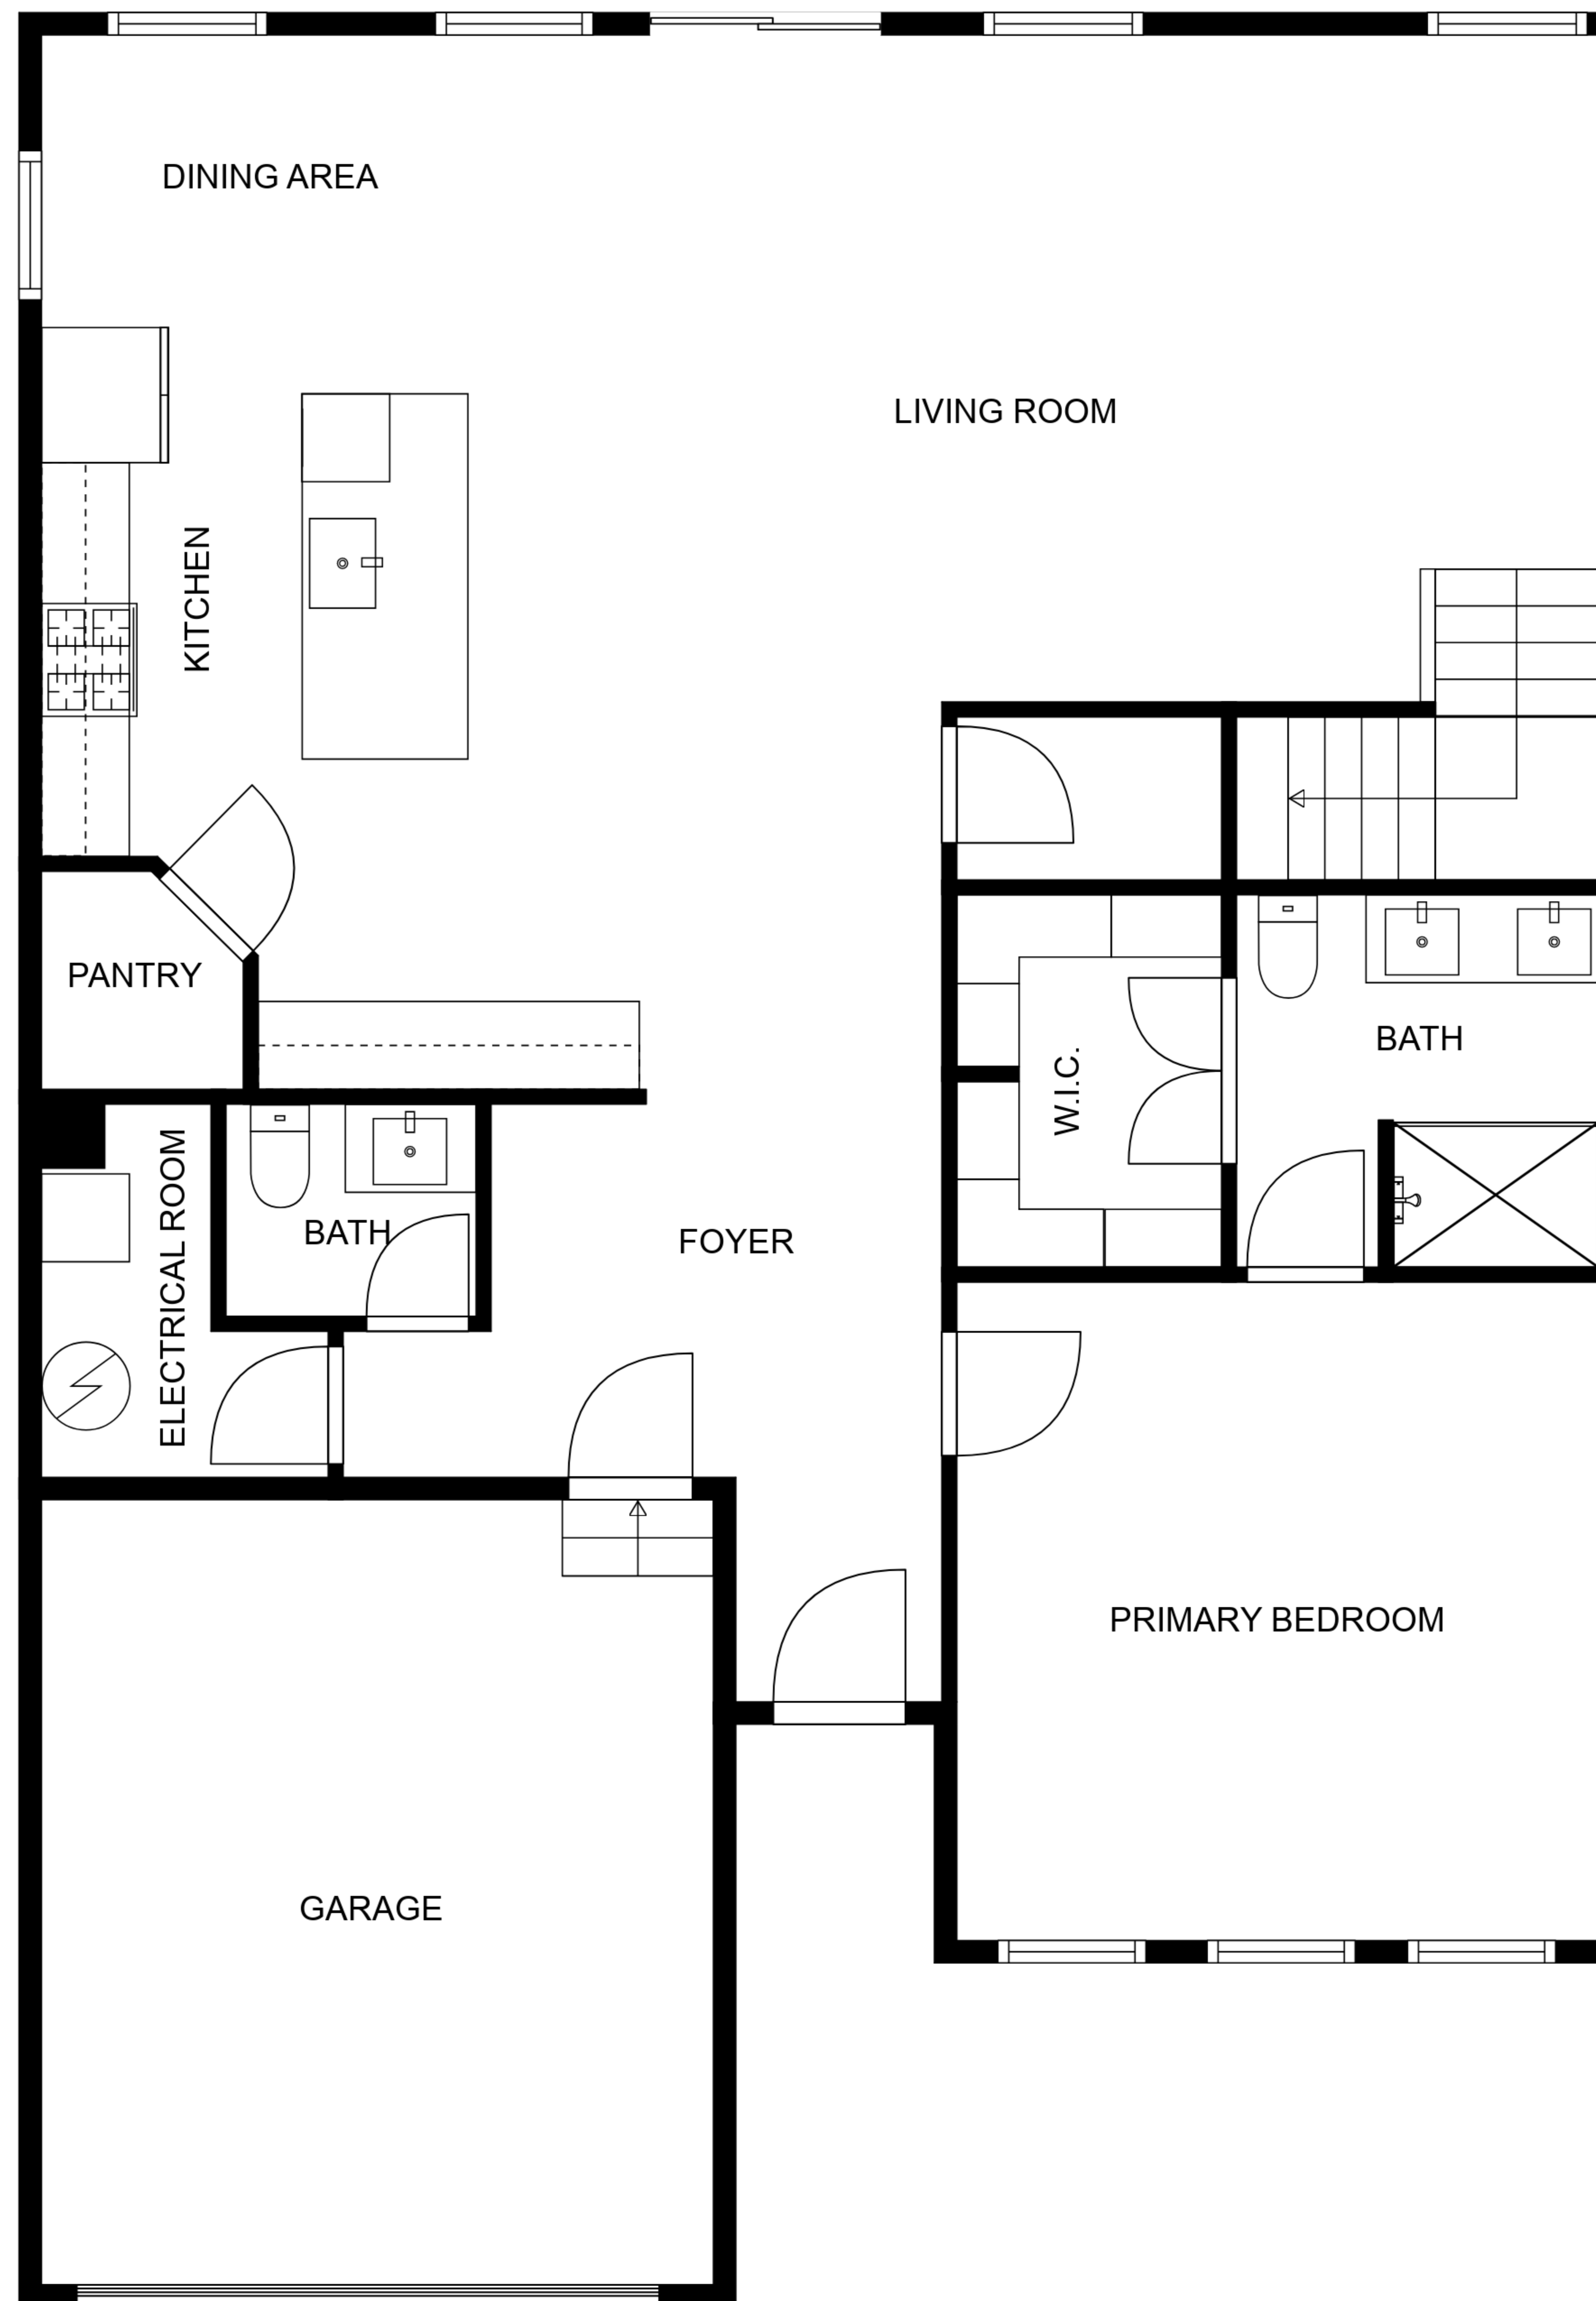 DINING AREA
LIVING ROOM
KITCHEN
PANTRY
BATH
W.I.C.
ELECTRICAL ROOM
BATH
FOYER
PRIMARY BEDROOM
GARAGE